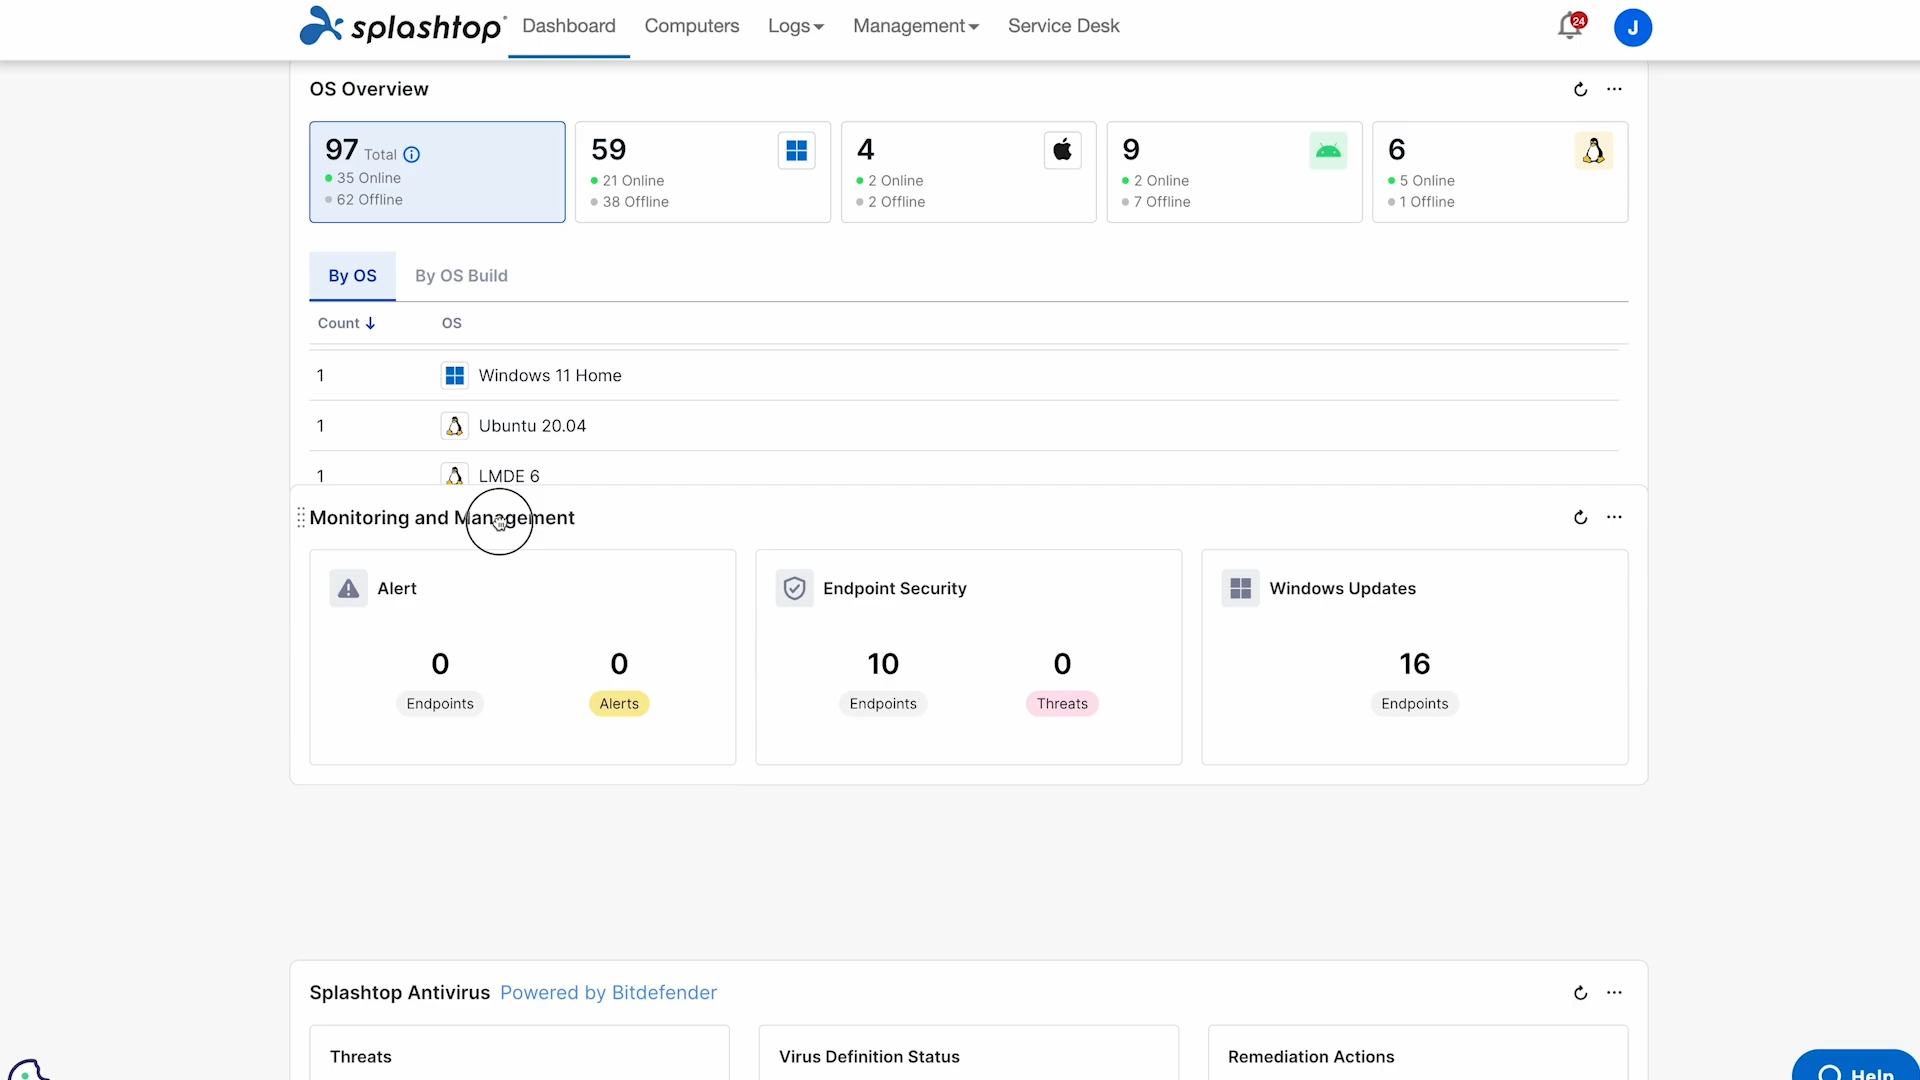 splashtop
Dashboard
Computers
Logs
Management
Service Desk
24
J
OS Overview
97 Total
35 Online
62 Offline
59
21 Online
38 Offline
4
2 Online
2 Offline
9
2 Online
7 Offline
6
5 Online
1 Offline
By OS
By OS Build
Count
OS
1
Windows 11 Home
1
Ubuntu 20.04
1
LMDE 6
Monitoring and Management
Alert
0
Endpoints
0
Alerts
Endpoint Security
10
Endpoints
0
Threats
Windows Updates
16
Endpoints
Splashtop Antivirus Powered by Bitdefender
Threats
Virus Definition Status
Remediation Actions
Help